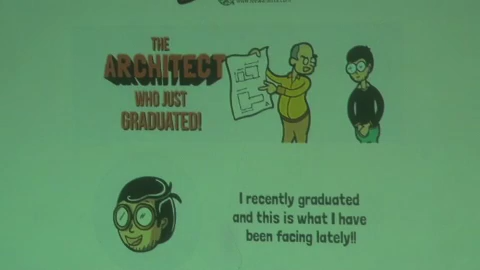 THE
ARCHITECT
WHO JUST
GRADUATED!
I recently graduated
and this is what I have
been facing lately!!